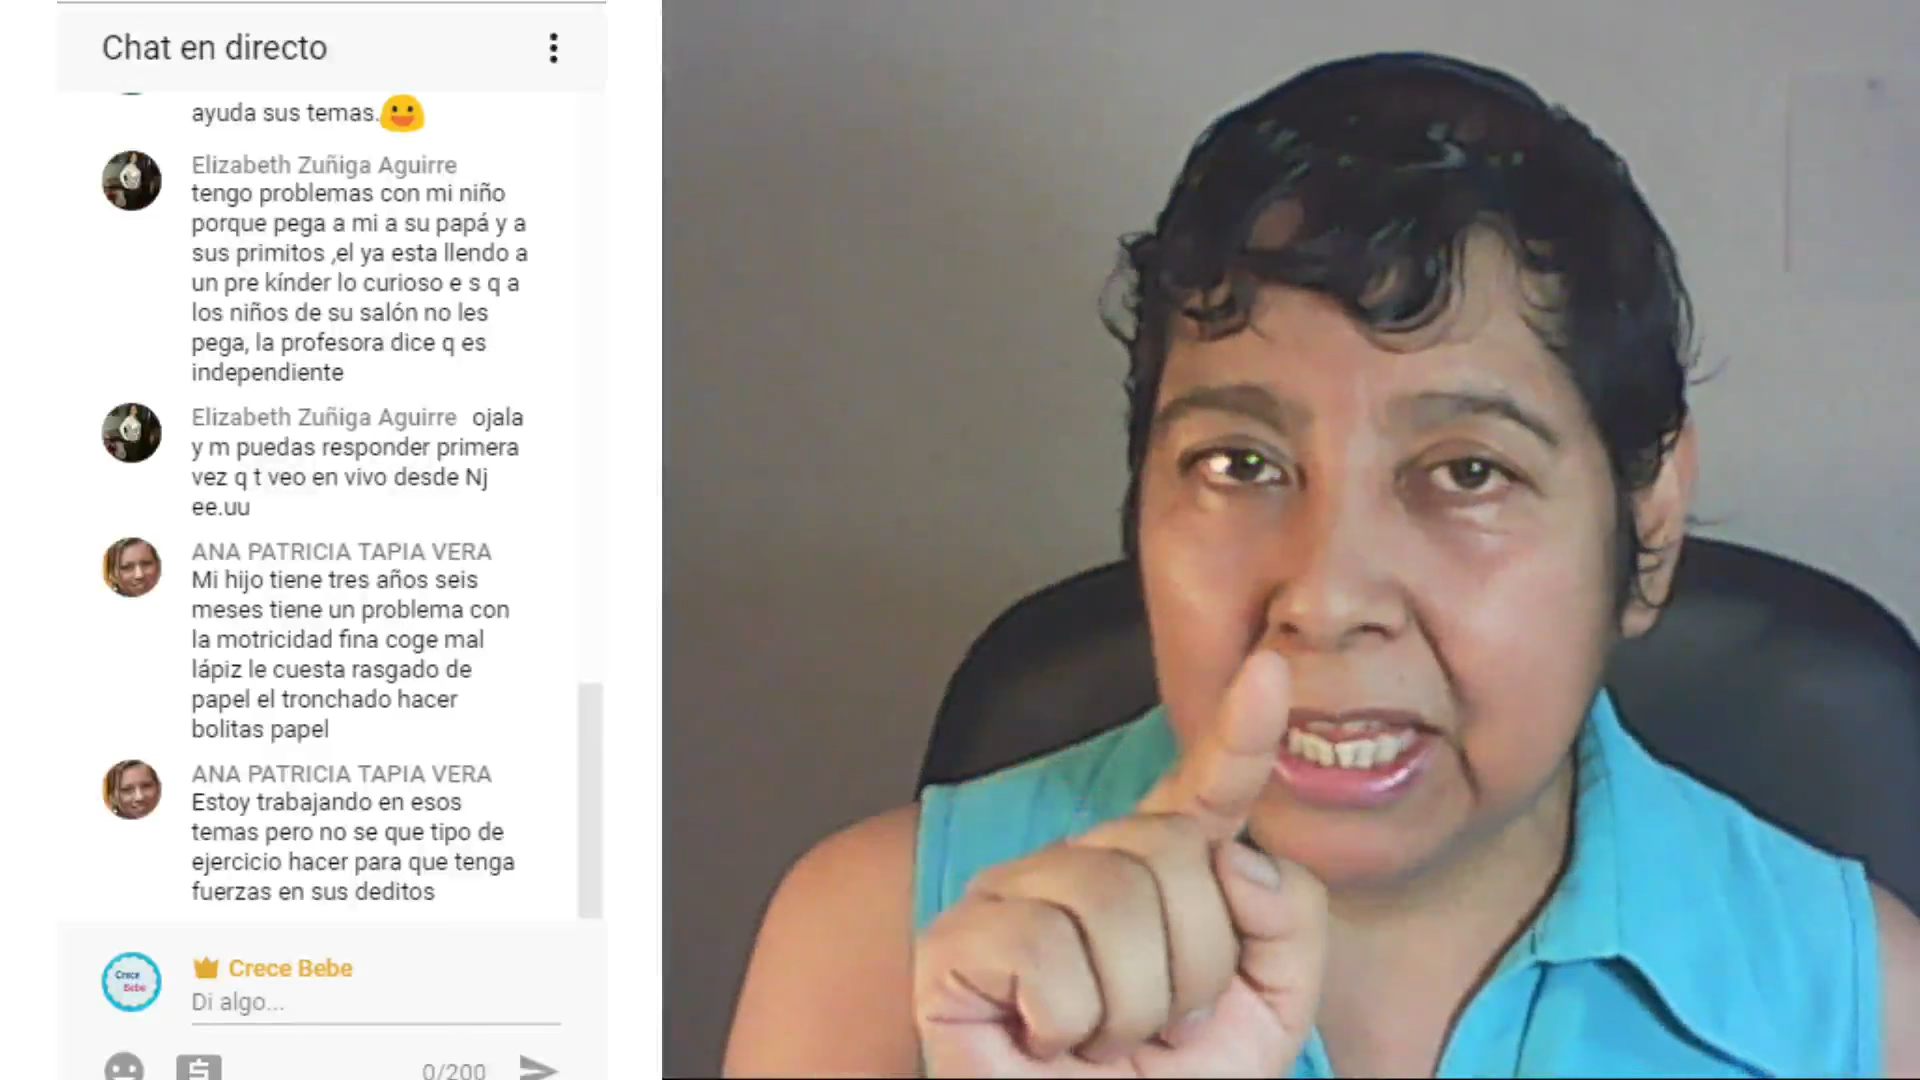 Chat en directo
ayuda sus temas.
Elizabeth Zuñiga Aguirre
tengo problemas con mi niño
porque pega a mi a su papá y a
sus primitos ,el ya esta llendo a
un pre kínder lo curioso e s q a
los niños de su salón no les
pega, la profesora dice q es
independiente
Elizabeth Zuñiga Aguirre ojala
y m puedas responder primera
vez q t veo en vivo desde Nj
ee.uu
ANA PATRICIA TAPIA VERA
Mi hijo tiene tres años seis
meses tiene un problema con
la motricidad fina coge mal
lápiz le cuesta rasgado de
papel el tronchado hacer
bolitas papel
ANA PATRICIA TAPIA VERA
Estoy trabajando en esos
temas pero no se que tipo de
ejercicio hacer para que tenga
fuerzas en sus deditos
Crece
Bebe
Crece Bebe
Di algo...
$
0/200